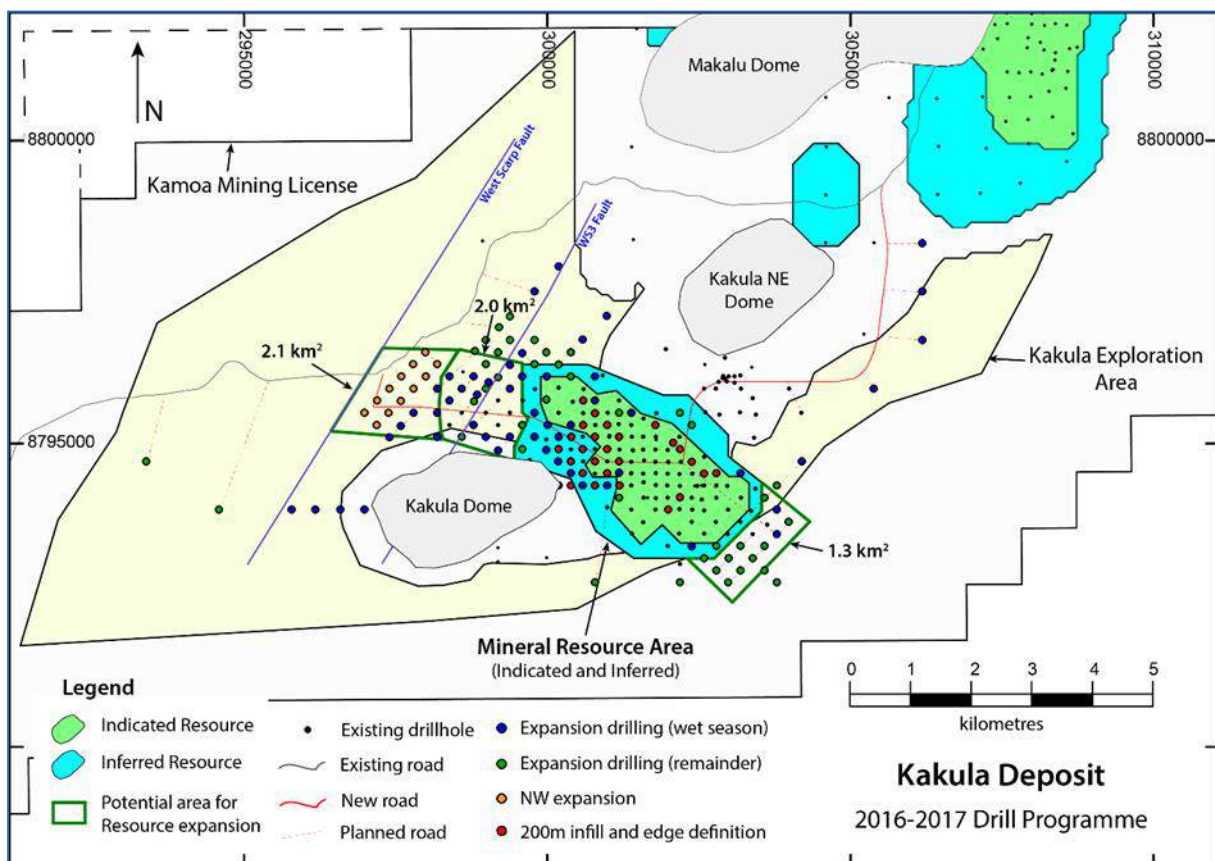 295000
300000
305000
310000
Makalu Dome
N
8800000
8800000
West Scarp Fault
Kamoa Mining License
WS3 Fault
Kakula NE
Dome
2.0 km²
2.1 km²
Kakula Exploration
Area
8795000
8795000
Kakula Dome
1.3 km²
Mineral Resource Area
(Indicated and Inferred)
0 1 2 3 4 5
kilometres
Legend
Indicated Resource
Inferred Resource
Potential area for
Resource expansion
Existing drillhole
Existing road
New road
Planned road
Expansion drilling (wet season)
Expansion drilling (remainder)
NW expansion
200m infill and edge definition
Kakula Deposit
2016-2017 Drill Programme